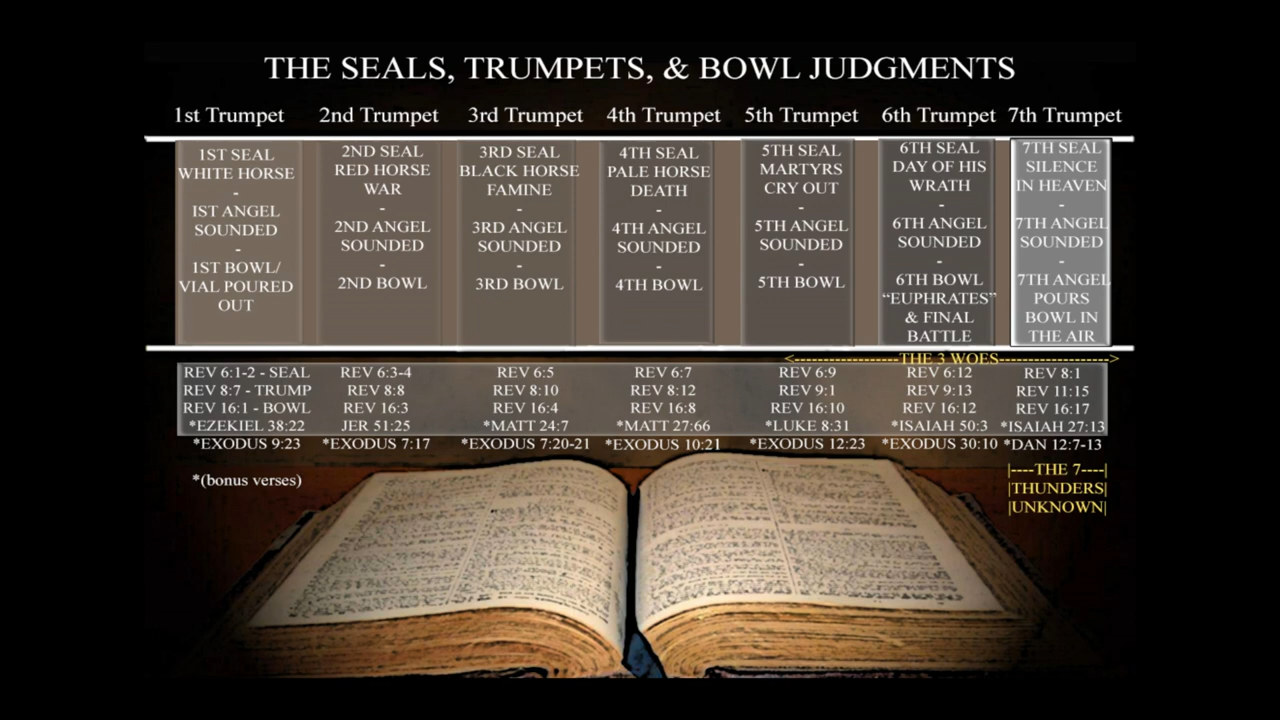 THE SEALS, TRUMPETS, & BOWL JUDGMENTS
1st Trumpet 2nd Trumpet 3rd Trumpet 4th Trumpet 5th Trumpet 6th Trumpet 7th Trumpet
1ST SEAL
WHITE HORSE
-
IST ANGEL
SOUNDED
-
1ST BOWL/
VIAL POURED
OUT
2ND SEAL
RED HORSE
WAR
-
2ND ANGEL
SOUNDED
-
2ND BOWL
3RD SEAL
BLACK HORSE
FAMINE
-
3RD ANGEL
SOUNDED
-
3RD BOWL
4TH SEAL
PALE HORSE
DEATH
-
4TH ANGEL
SOUNDED
-
4TH BOWL
5TH SEAL
MARTYRS
CRY OUT
-
5TH ANGEL
SOUNDED
-
5TH BOWL
6TH SEAL
DAY OF HIS
WRATH
-
6TH ANGEL
SOUNDED
-
6TH BOWL
“EUPHRATES”
& FINAL
BATTLE
7TH SEAL
SILENCE
IN HEAVEN
-
7TH ANGEL
SOUNDED
-
7TH ANGEL
POURS
BOWL IN
THE AIR
<------------------THE 3 WOES------------------>
REV 6:1-2 - SEAL REV 6:3-4 REV 6:5 REV 6:7 REV 6:9 REV 6:12 REV 8:1
REV 8:7 - TRUMP REV 8:8 REV 8:10 REV 8:12 REV 9:1 REV 9:13 REV 11:15
REV 16:1 - BOWL REV 16:3 REV 16:4 REV 16:8 REV 16:10 REV 16:12 REV 16:17
*EZEKIEL 38:22 JER 51:25 *MATT 24:7 *MATT 27:66 *LUKE 8:31 *ISAIAH 50:3 *ISAIAH 27:13
*EXODUS 9:23 *EXODUS 7:17 *EXODUS 7:20-21 *EXODUS 10:21 *EXODUS 12:23 *EXODUS 30:10 *DAN 12:7-13
*(bonus verses)
|----THE 7----|
|THUNDERS|
|UNKNOWN|